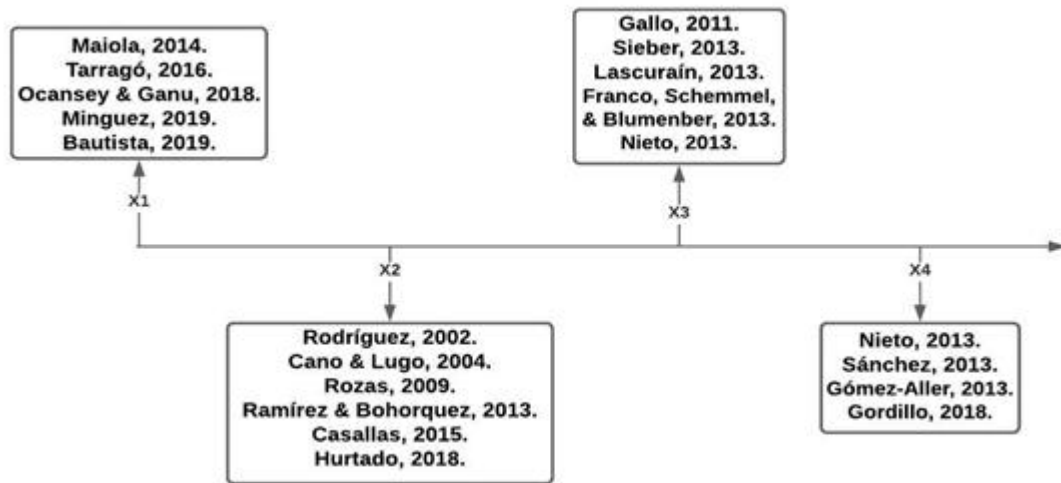 Maiola, 2014.
Tarragó, 2016.
Ocansey & Ganu, 2018.
Minguez, 2019.
Bautista, 2019.
X1
Gallo, 2011.
Sieber, 2013.
Lascuraín, 2013.
Franco, Schemmel,
& Blumenber, 2013.
Nieto, 2013.
X3
X2
Rodríguez, 2002.
Cano & Lugo, 2004.
Rozas, 2009.
Ramírez & Bohorquez, 2013.
Casallas, 2015.
Hurtado, 2018.
X4
Nieto, 2013.
Sánchez, 2013.
Gómez-Aller, 2013.
Gordillo, 2018.